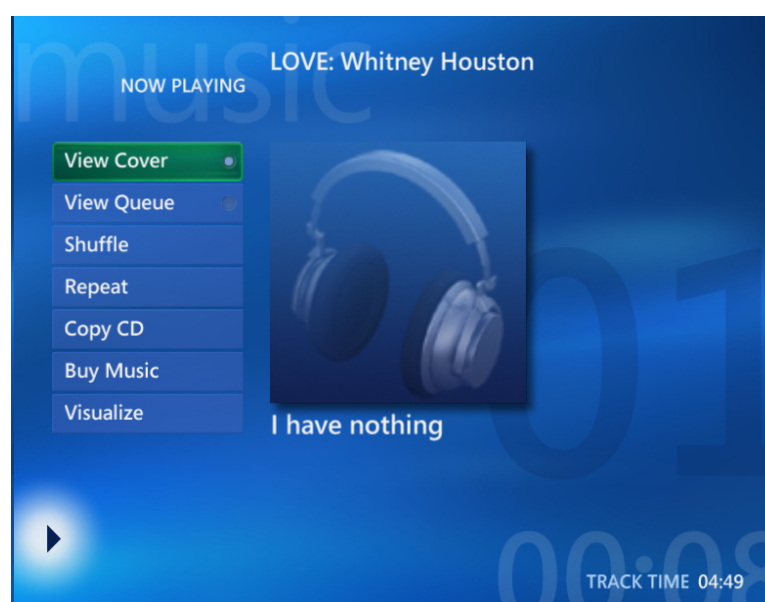 music
LOVE: Whitney Houston
NOW PLAYING
View Cover
View Queue
Shuffle
Repeat
Copy CD
Buy Music
Visualize
I have nothing
01
00:08
TRACK TIME 04:49